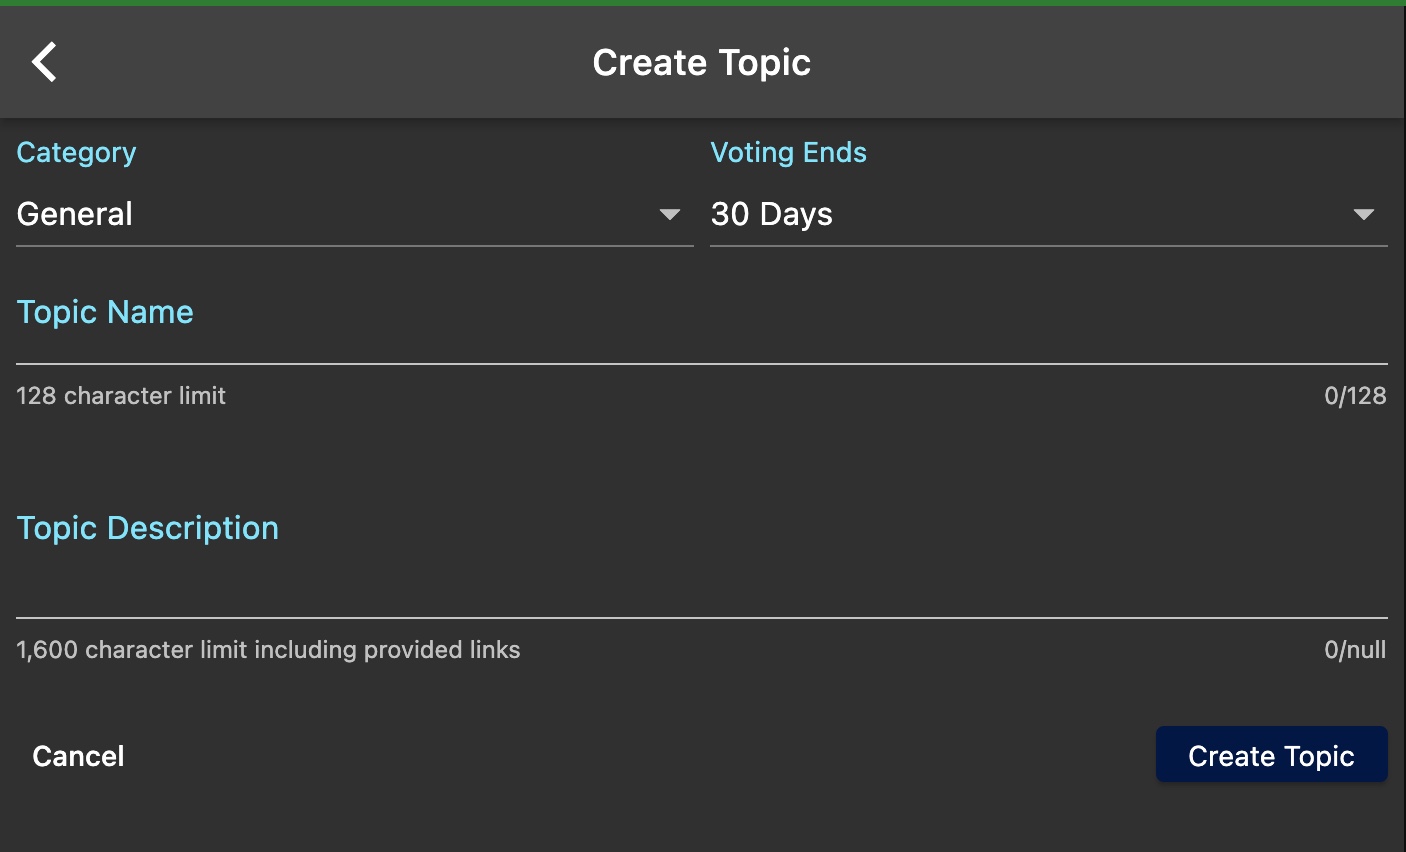 Create Topic
Category
Voting Ends
General
30 Days
Topic Name
128 character limit
0/128
Topic Description
1,600 character limit including provided links
0/null
Cancel
Create Topic